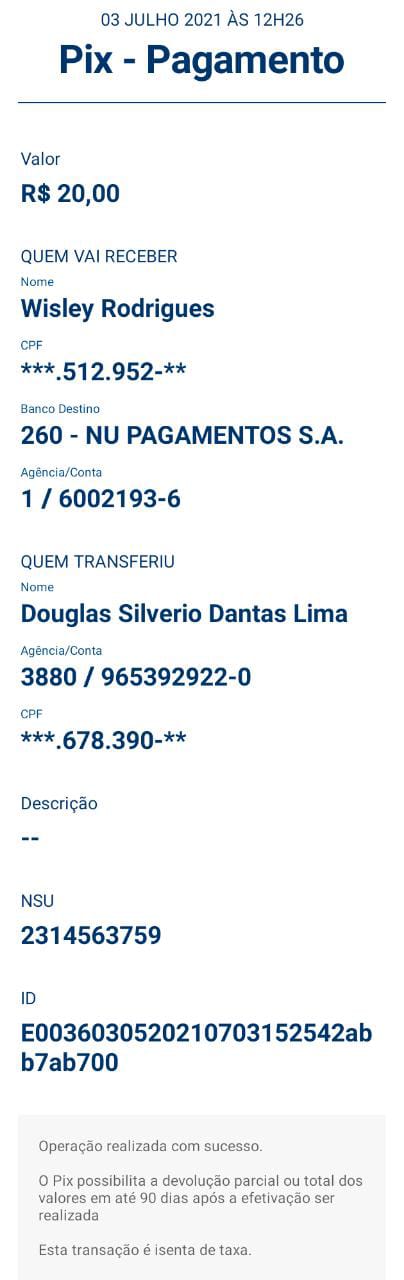 03 JULHO 2021 ÀS 12H26
Pix - Pagamento
Valor
R$ 20,00
QUEM VAI RECEBER
Nome
Wisley Rodrigues
CPF
***.512.952-**
Banco Destino
260 - NU PAGAMENTOS S.A.
Agência/Conta
1 / 6002193-6
QUEM TRANSFERIU
Nome
Douglas Silverio Dantas Lima
Agência/Conta
3880 / 965392922-0
CPF
***.678.390-**
Descrição
--
NSU
2314563759
ID
E0036030520210703152542ab
b7ab700
Operação realizada com sucesso.
O Pix possibilita a devolução parcial ou total dos
valores em até 90 dias após a efetivação ser
realizada
Esta transação é isenta de taxa.